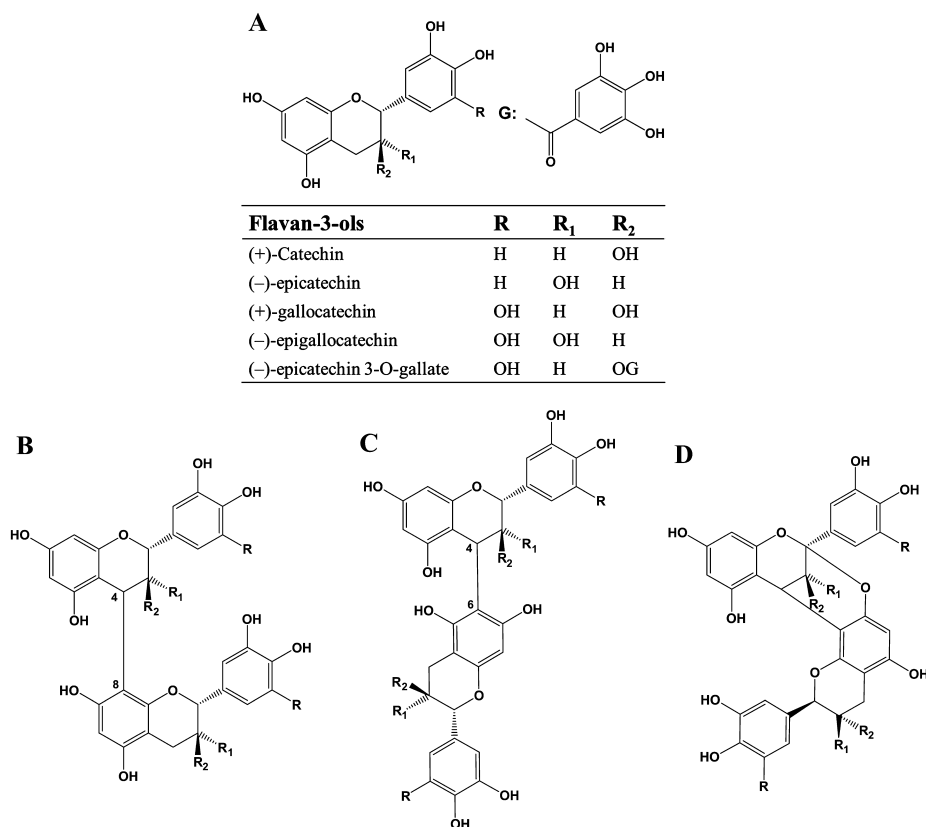 A
OH
OH
HO
O
R
R1
R2
OH
G:
OH
OH
OH
O
Flavan-3-ols R R1 R2
(+)-Catechin H H OH
(–)-epicatechin H OH H
(+)-gallocatechin OH H OH
(–)-epigallocatechin OH OH H
(–)-epicatechin 3-O-gallate OH H OG
B
OH
OH
HO
O
R
4
R1
R2
OH
OH
OH
8
HO
O
R
R1
R2
OH
C
OH
OH
HO
O
R
4
R1
R2
OH
6
HO
OH
R2
R1
O
R
OH
OH
D
OH
OH
HO
O
R
R1
R2
O
OH
O
OH
HO
R2
R1
HO
R